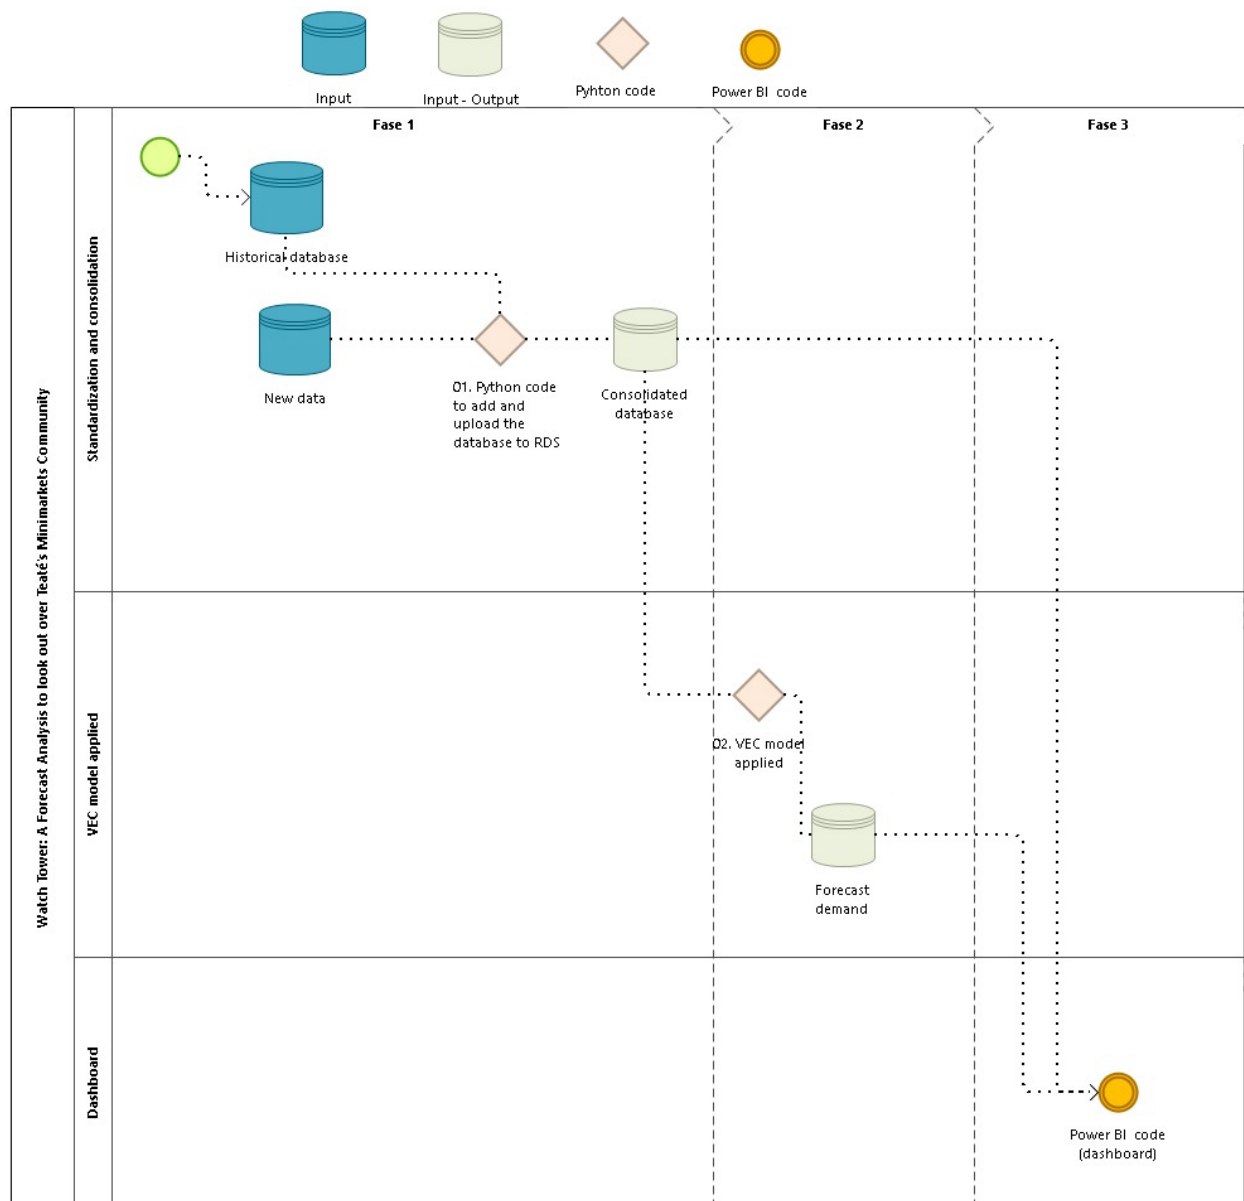 Input
Input - Output
Pyhton code
Power BI  code
Fase 1
Fase 2
Fase 3
Watch Tower: A Forecast Analysis to look out over Teaté's Minimarkets Community
Standardization and consolidation
Historical database
New data
01. Python code
to add and
upload the
database to RDS
Consolidated
database
VEC model applied
02. VEC model
applied
Forecast
demand
Dashboard
Power BI  code
(dashboard)